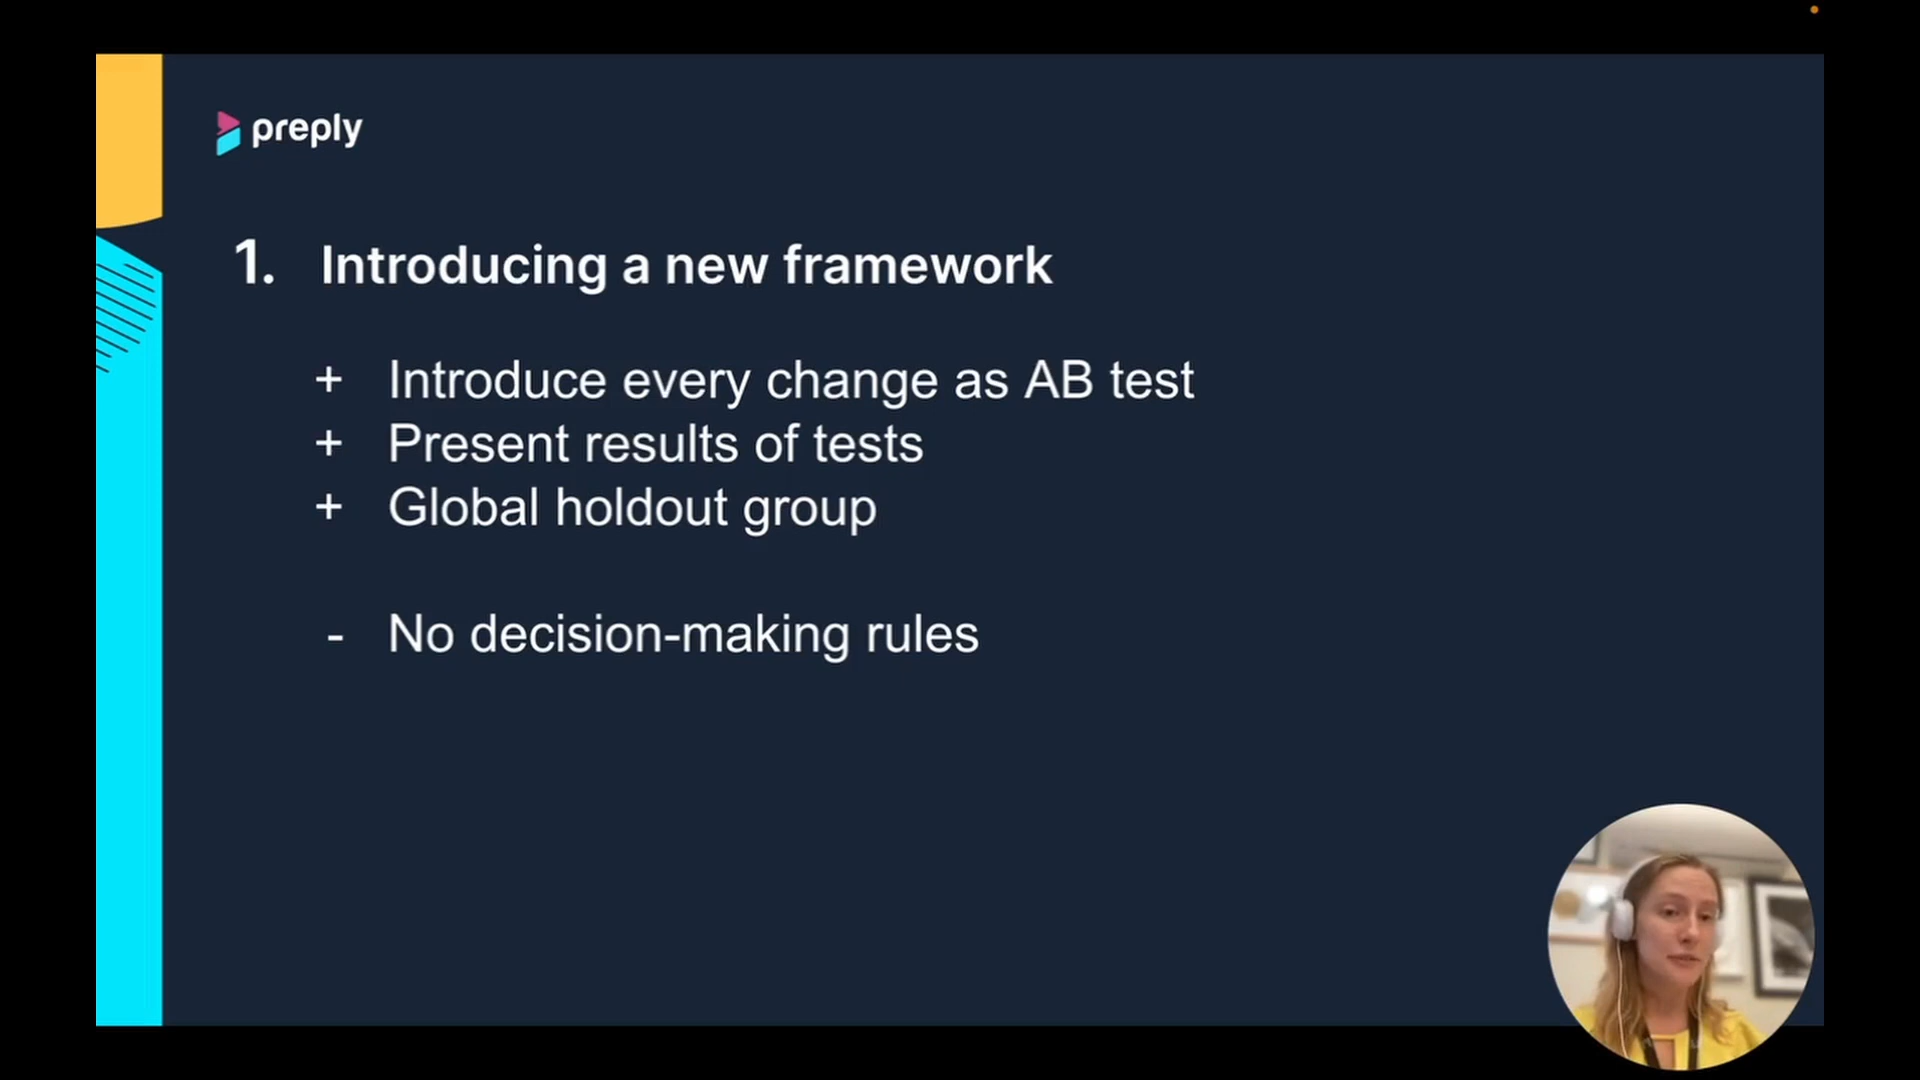 preply
1. Introducing a new framework
+ Introduce every change as AB test
+ Present results of tests
+ Global holdout group
- No decision-making rules